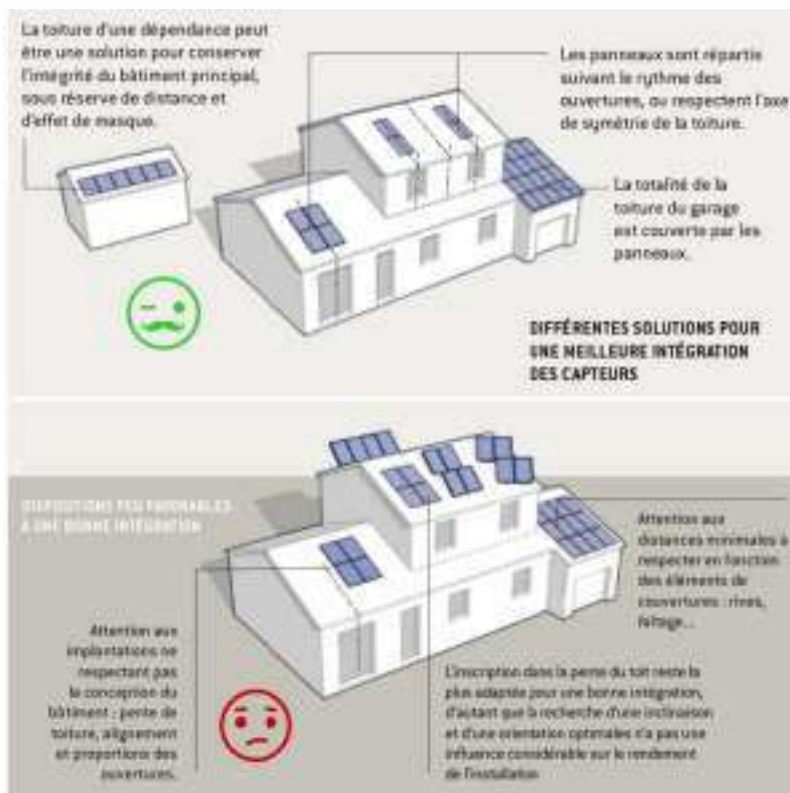 La toiture d'une dépendance peut
être une solution pour conserver
l'intégrité du bâtiment principal,
sous réserve de distance et
d'effet de masque.
Les panneaux sont répartis
suivant le rythme des
ouvertures, ou respectent l'axe
de symétrie de la toiture.
La totalité de la
toiture du garage
est couverte par les
panneaux.
DIFFÉRENTES SOLUTIONS POUR
UNE MEILLEURE INTÉGRATION
DES CAPTEURS
DISPOSITIONS PEU FAVORABLES
A UNE BONNE INTÉGRATION
Attention aux
distances minimales à
respecter en fonction
des éléments de
couvertures : rives,
faîtage...
Attention aux
implantations ne
respectant pas
la conception du
bâtiment : pente de
toiture, alignement
et proportions des
ouvertures.
L'inscription dans la pente du toit reste la
plus adaptée pour une bonne intégration,
d'autant que la recherche d'une inclinaison
et d'une orientation optimales n'a pas une
influence considérable sur le rendement
de l'installation